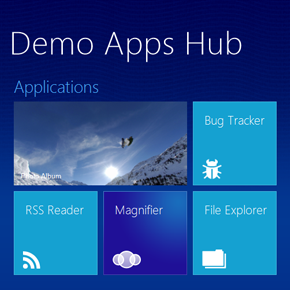 Demo Apps Hub
Applications
Photo Album
Bug Tracker
RSS Reader
Magnifier
File Explorer